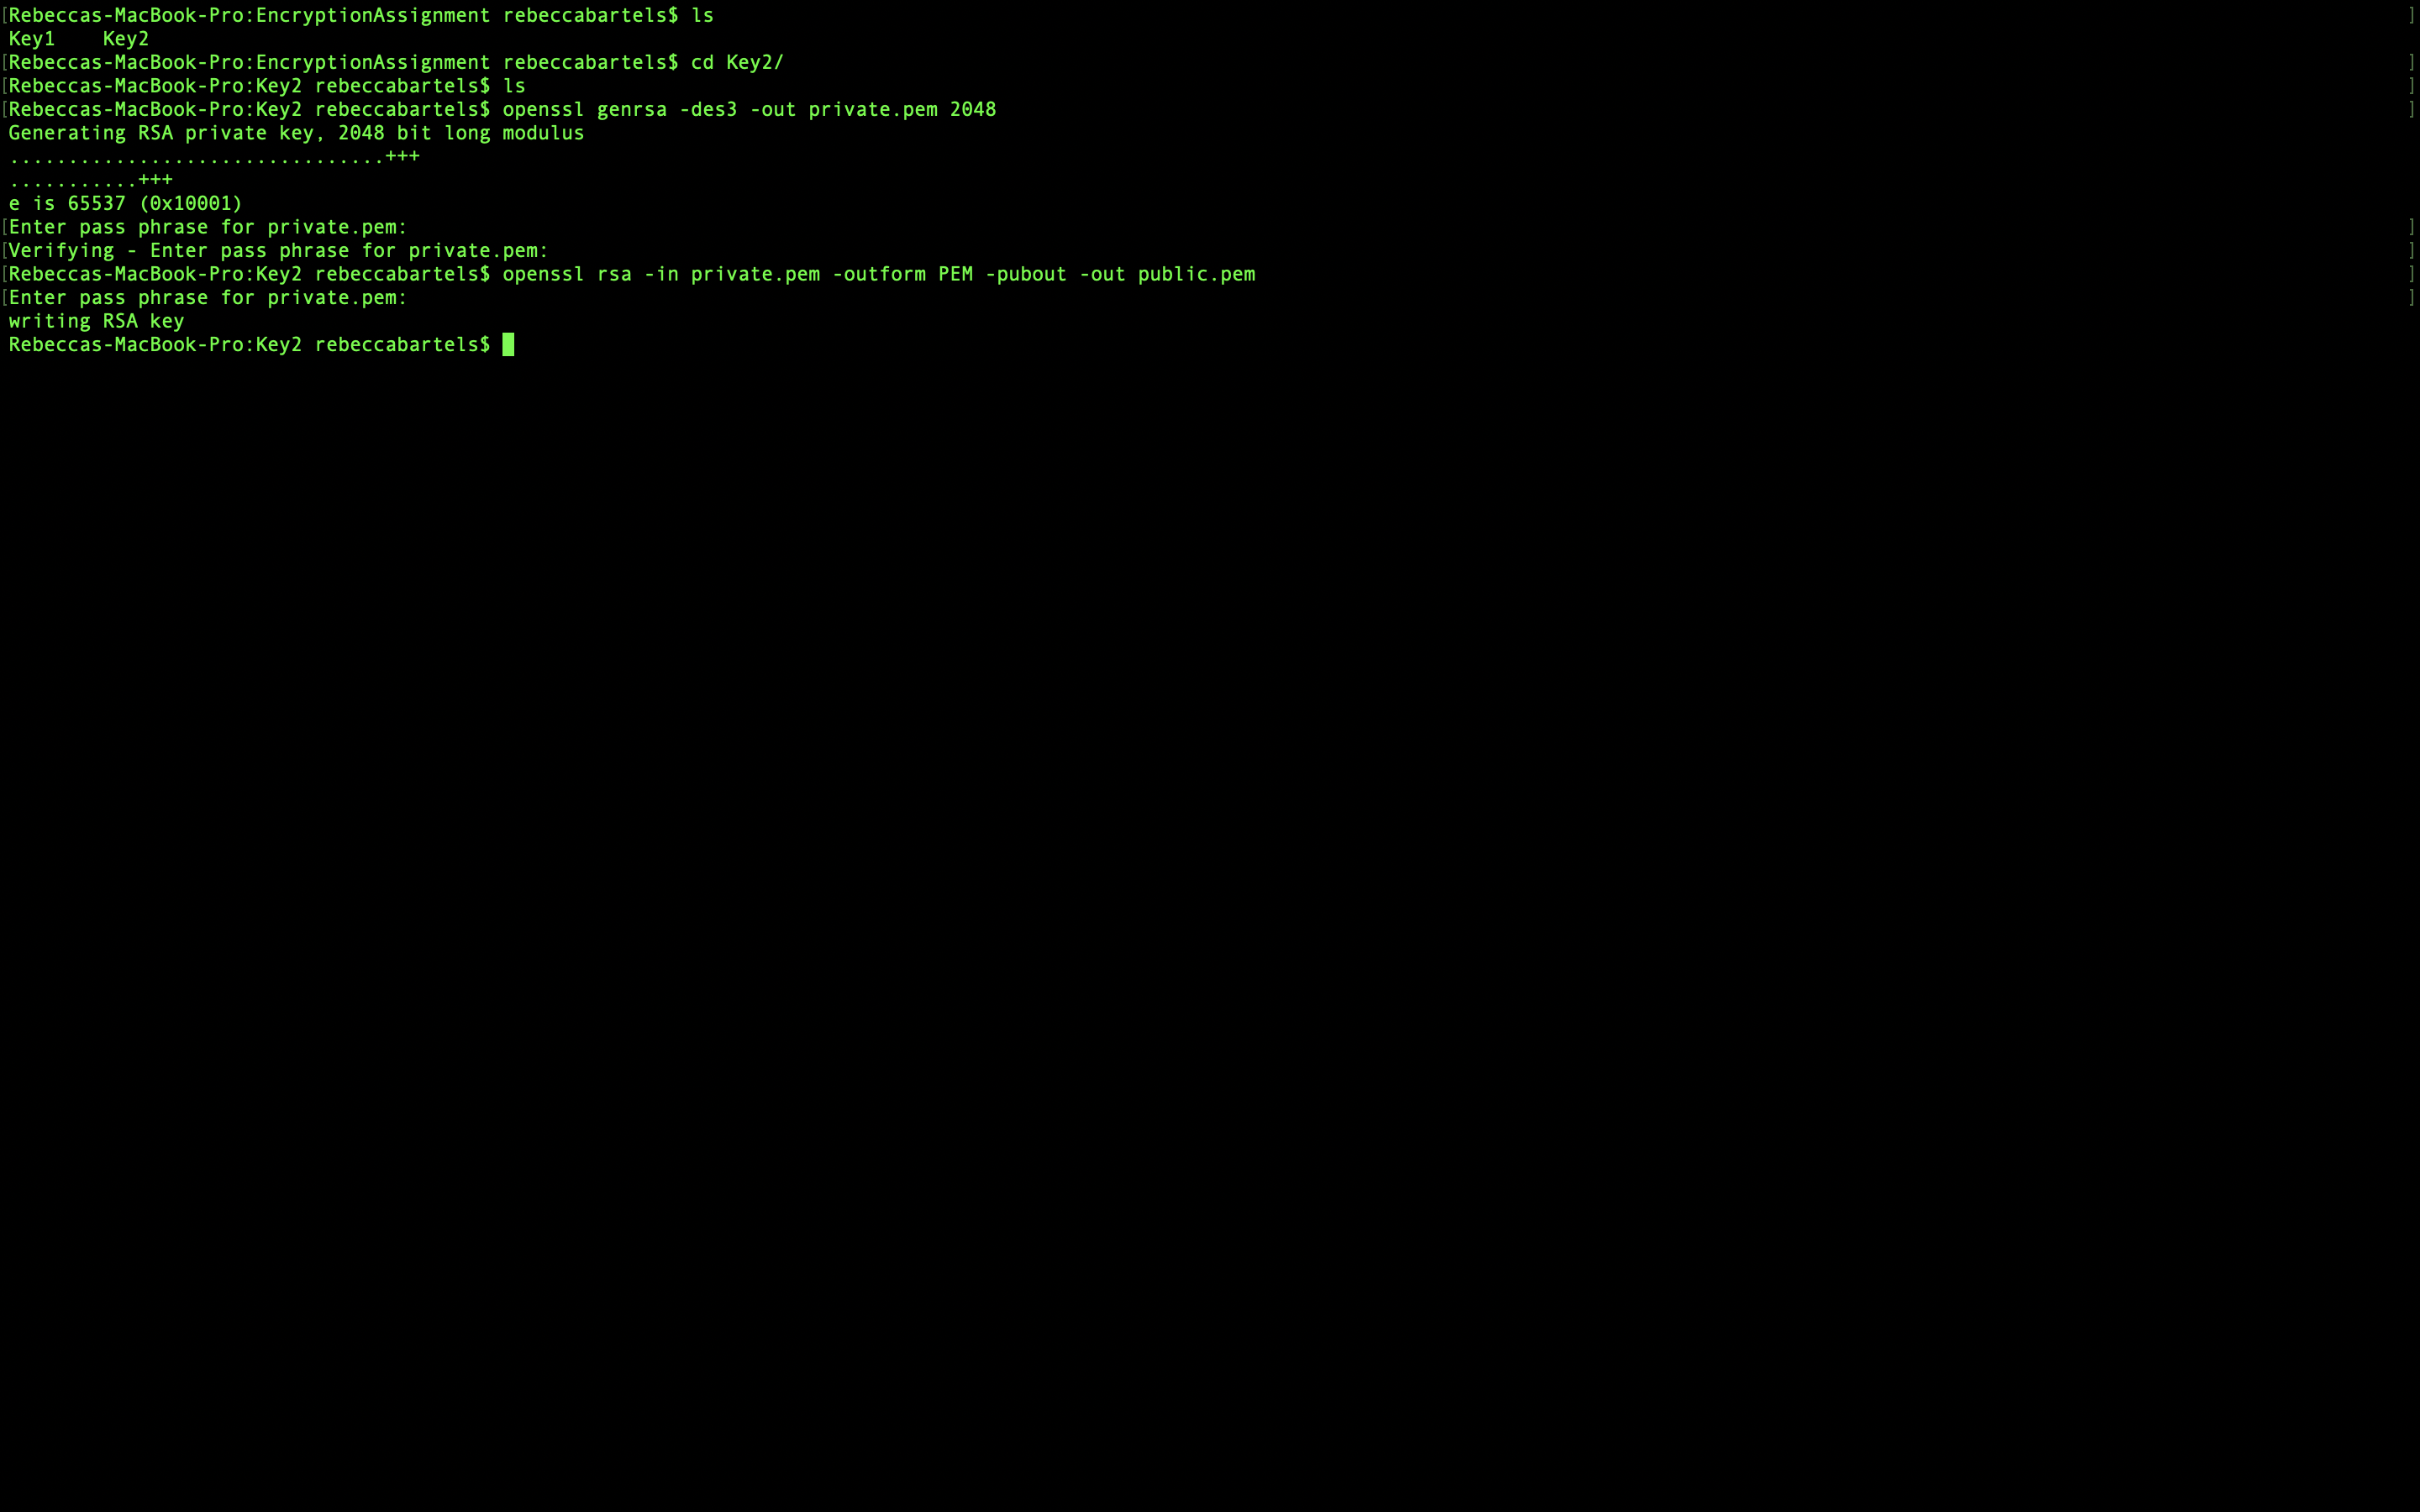 [Rebeccas-MacBook-Pro:EncryptionAssignment rebeccabartels$ ls ]
Key1    Key2
[Rebeccas-MacBook-Pro:EncryptionAssignment rebeccabartels$ cd Key2/ ]
[Rebeccas-MacBook-Pro:Key2 rebeccabartels$ ls ]
[Rebeccas-MacBook-Pro:Key2 rebeccabartels$ openssl genrsa -des3 -out private.pem 2048 ]
Generating RSA private key, 2048 bit long modulus
................................+++
...........+++
e is 65537 (0x10001)
[Enter pass phrase for private.pem: ]
[Verifying - Enter pass phrase for private.pem: ]
[Rebeccas-MacBook-Pro:Key2 rebeccabartels$ openssl rsa -in private.pem -outform PEM -pubout -out public.pem ]
[Enter pass phrase for private.pem: ]
writing RSA key
Rebeccas-MacBook-Pro:Key2 rebeccabartels$